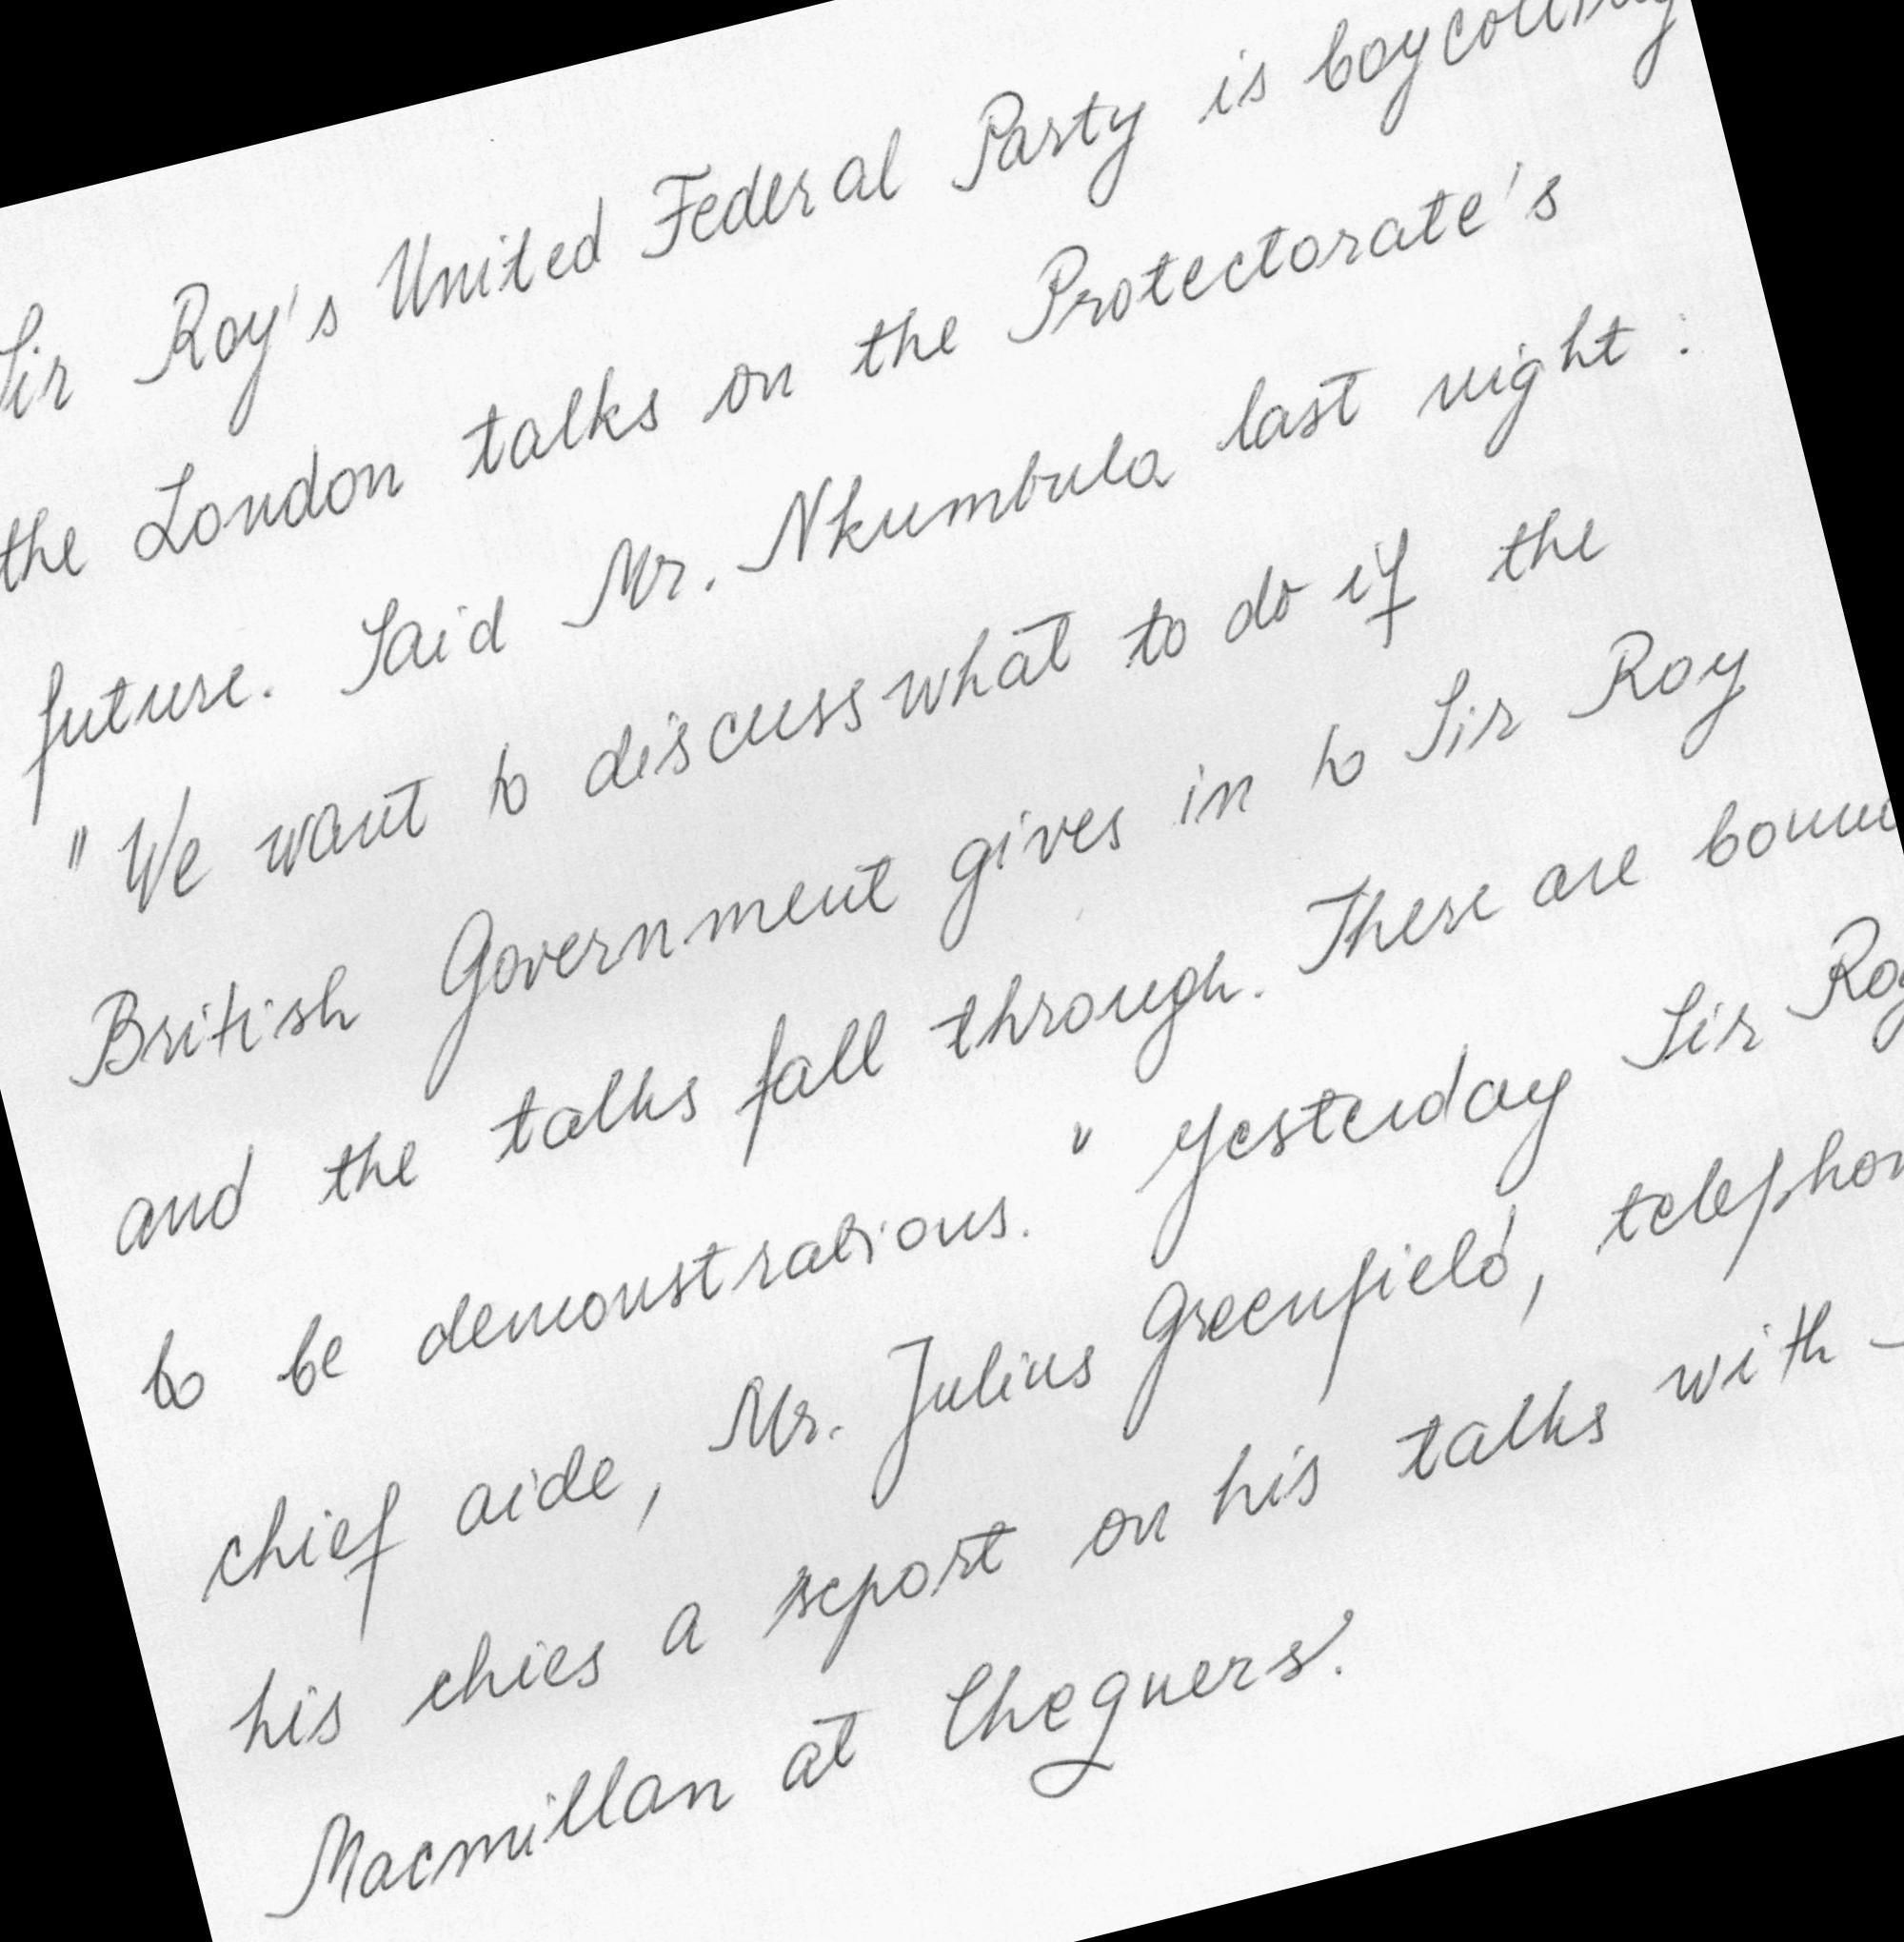 Sir Roy's United Federal Party is boycotting
the London talks on the Protectorate's
future. Said Mr. Nkumbula last night :
"We want to discuss what to do if the
British Government gives in to Sir Roy
and the talks fall through. There are
to be demonstrations." Yesterday Sir Roy
chief aide, Mr. Julius Greenfield,
his chies a report on his talks with -
Macmillan at Chequers.